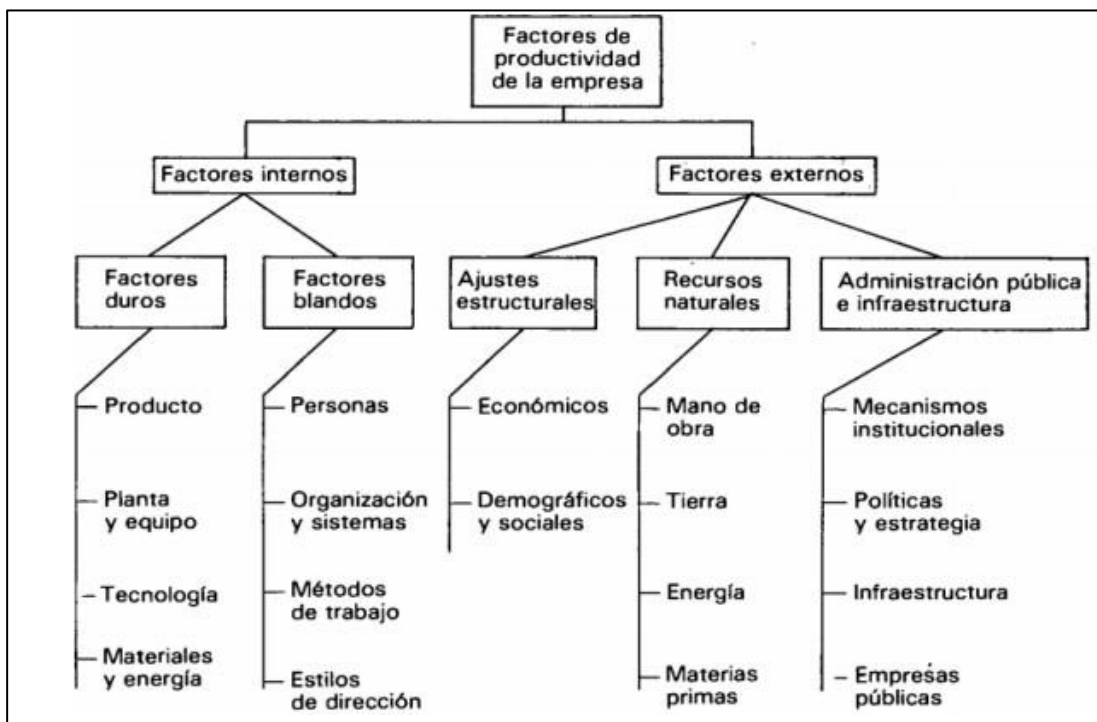 Factores de
productividad
de la empresa
Factores internos
Factores externos
Factores
duros
Factores
blandos
Ajustes
estructurales
Recursos
naturales
Administración pública
e infraestructura
Producto
Planta
y equipo
Tecnología
Materiales
y energía
Personas
Organización
y sistemas
Métodos
de trabajo
Estilos
de dirección
Económicos
Demográficos
y sociales
Mano de
obra
Tierra
Energía
Materias
primas
Mecanismos
institucionales
Políticas
y estrategia
Infraestructura
Empresas
públicas